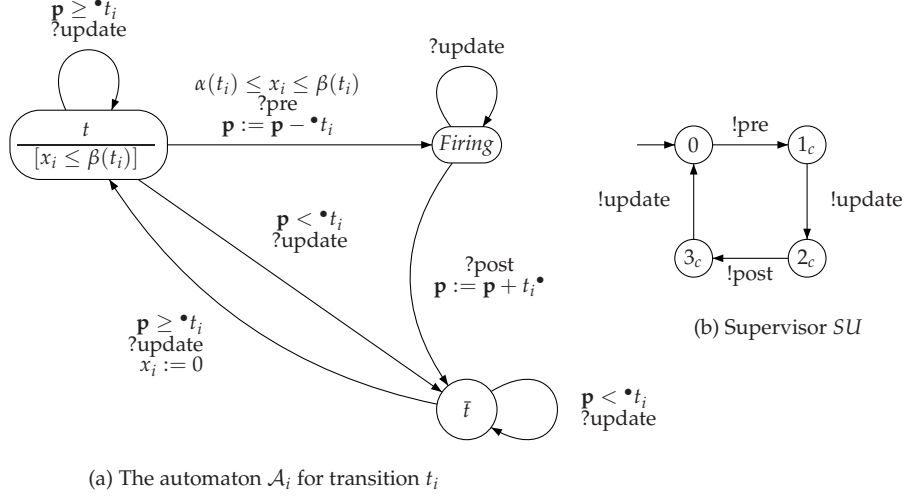 p ≥ •tᵢ
?update
t
[xᵢ ≤ β(tᵢ)]
α(tᵢ) ≤ xᵢ ≤ β(tᵢ)
?pre
p := p − •tᵢ
?update
Firing
p < •tᵢ
?update
?post
p := p + tᵢ•
p ≥ •tᵢ
?update
xᵢ := 0
t̄
p < •tᵢ
?update
(a) The automaton 𝒜ᵢ for transition tᵢ
0
!pre
1c
!update
!update
3c
!post
2c
(b) Supervisor SU